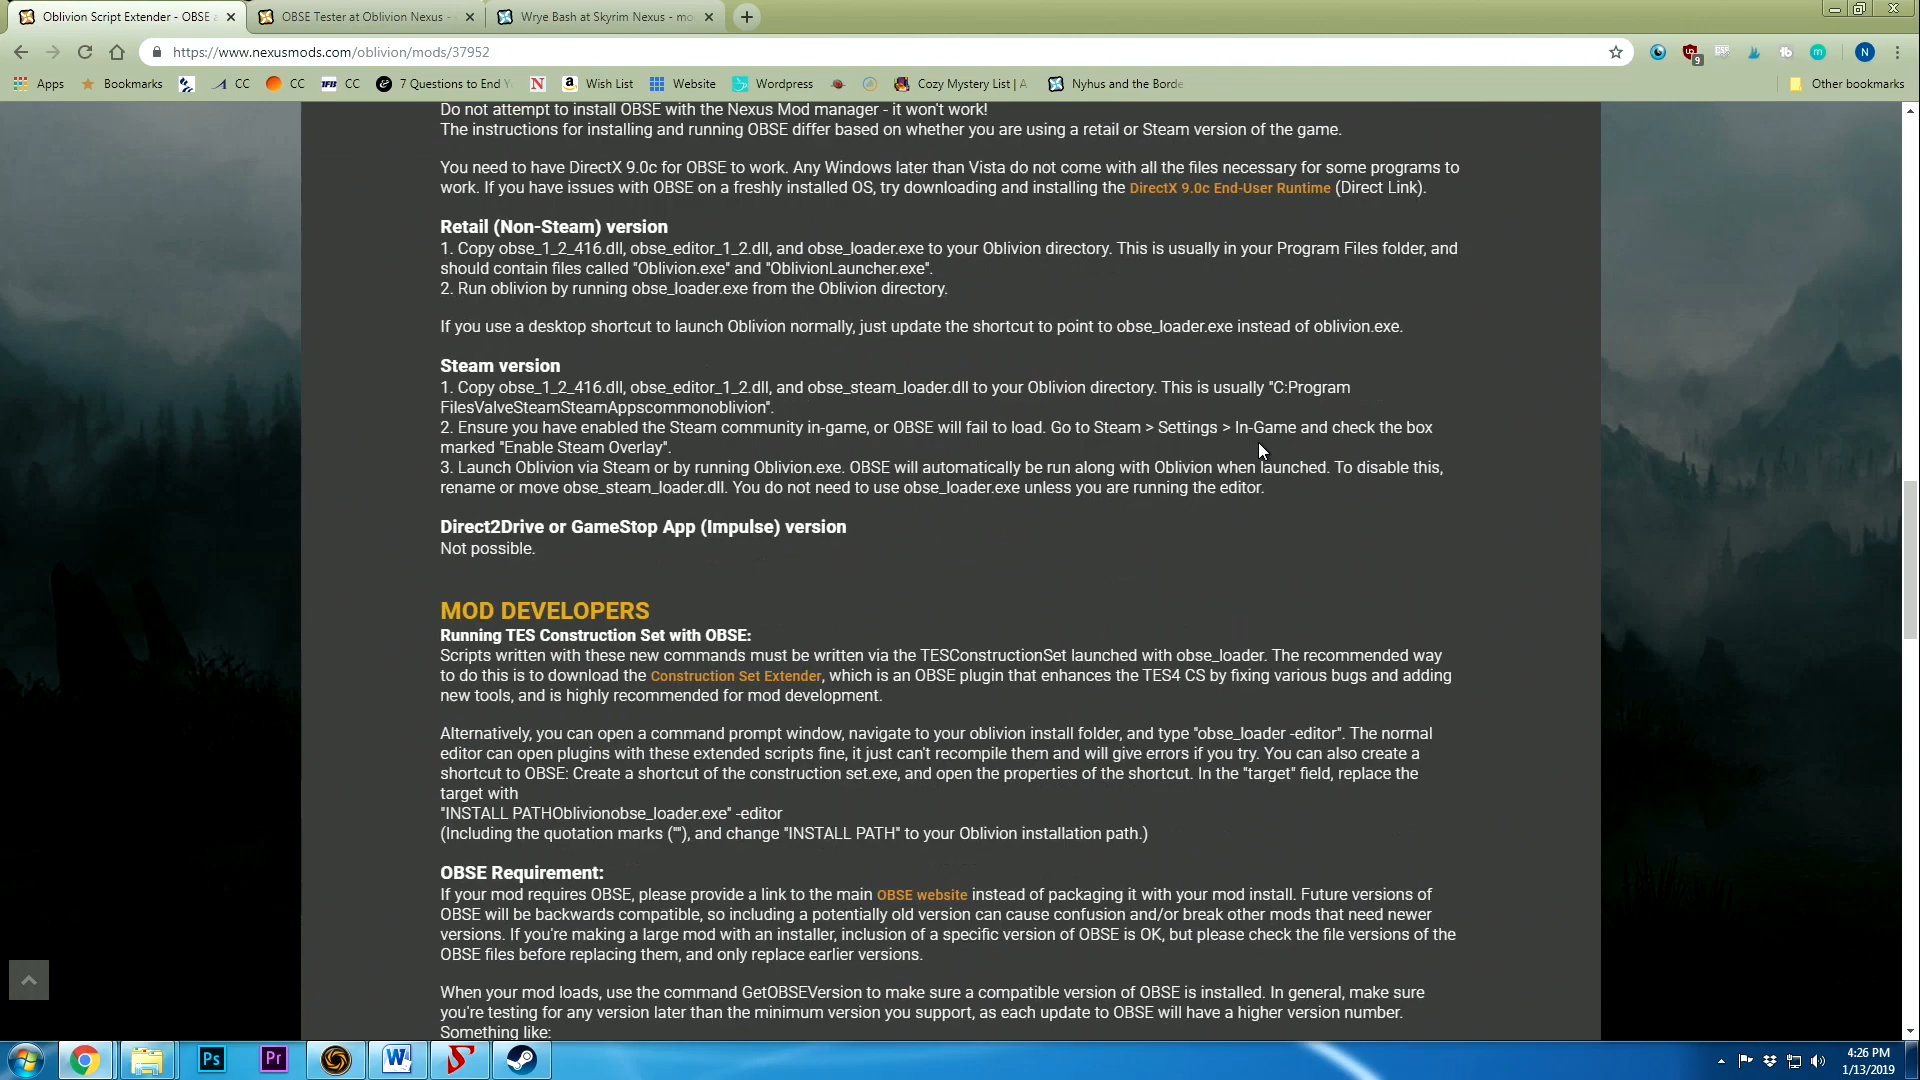 Oblivion Script Extender - OBSE a
OBSE Tester at Oblivion Nexus -
Wrye Bash at Skyrim Nexus - mo
https://www.nexusmods.com/oblivion/mods/37952
9
N
Apps
Bookmarks
CC
CC
IFB
CC
7 Questions to End Y
N
Wish List
Website
Wordpress
Cozy Mystery List | A
Nyhus and the Borde
Other bookmarks
Do not attempt to install OBSE with the Nexus Mod manager - it won't work!
The instructions for installing and running OBSE differ based on whether you are using a retail or Steam version of the game.
You need to have DirectX 9.0c for OBSE to work. Any Windows later than Vista do not come with all the files necessary for some programs to
work. If you have issues with OBSE on a freshly installed OS, try downloading and installing the DirectX 9.0c End-User Runtime (Direct Link).
Retail (Non-Steam) version
1. Copy obse_1_2_416.dll, obse_editor_1_2.dll, and obse_loader.exe to your Oblivion directory. This is usually in your Program Files folder, and
should contain files called "Oblivion.exe" and "OblivionLauncher.exe".
2. Run oblivion by running obse_loader.exe from the Oblivion directory.
If you use a desktop shortcut to launch Oblivion normally, just update the shortcut to point to obse_loader.exe instead of oblivion.exe.
Steam version
1. Copy obse_1_2_416.dll, obse_editor_1_2.dll, and obse_steam_loader.dll to your Oblivion directory. This is usually "C:Program
FilesValveSteamSteamAppscommonoblivion".
2. Ensure you have enabled the Steam community in-game, or OBSE will fail to load. Go to Steam > Settings > In-Game and check the box
marked "Enable Steam Overlay".
3. Launch Oblivion via Steam or by running Oblivion.exe. OBSE will automatically be run along with Oblivion when launched. To disable this,
rename or move obse_steam_loader.dll. You do not need to use obse_loader.exe unless you are running the editor.
Direct2Drive or GameStop App (Impulse) version
Not possible.
MOD DEVELOPERS
Running TES Construction Set with OBSE:
Scripts written with these new commands must be written via the TESConstructionSet launched with obse_loader. The recommended way
to do this is to download the Construction Set Extender, which is an OBSE plugin that enhances the TES4 CS by fixing various bugs and adding
new tools, and is highly recommended for mod development.
Alternatively, you can open a command prompt window, navigate to your oblivion install folder, and type "obse_loader -editor". The normal
editor can open plugins with these extended scripts fine, it just can't recompile them and will give errors if you try. You can also create a
shortcut to OBSE: Create a shortcut of the construction set.exe, and open the properties of the shortcut. In the "target" field, replace the
target with
"INSTALL PATHOblivionobse_loader.exe" -editor
(Including the quotation marks (""), and change "INSTALL PATH" to your Oblivion installation path.)
OBSE Requirement:
If your mod requires OBSE, please provide a link to the main OBSE website instead of packaging it with your mod install. Future versions of
OBSE will be backwards compatible, so including a potentially old version can cause confusion and/or break other mods that need newer
versions. If you're making a large mod with an installer, inclusion of a specific version of OBSE is OK, but please check the file versions of the
OBSE files before replacing them, and only replace earlier versions.
When your mod loads, use the command GetOBSEVersion to make sure a compatible version of OBSE is installed. In general, make sure
you're testing for any version later than the minimum version you support, as each update to OBSE will have a higher version number.
Something like:
Ps
Pr
W
4:26 PM
1/13/2019